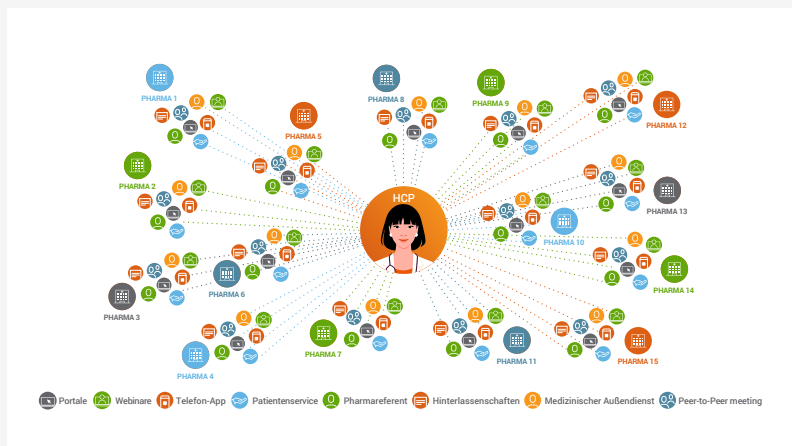 PHARMA 1
PHARMA 8
PHARMA 9
PHARMA 12
PHARMA 5
PHARMA 2
HCP
PHARMA 13
PHARMA 10
PHARMA 6
PHARMA 14
PHARMA 3
PHARMA 7
PHARMA 11
PHARMA 15
PHARMA 4
Portale Webinare Telefon-App Patientenservice Pharmareferent Hinterlassenschaften Medizinischer Außendienst Peer-to-Peer meeting